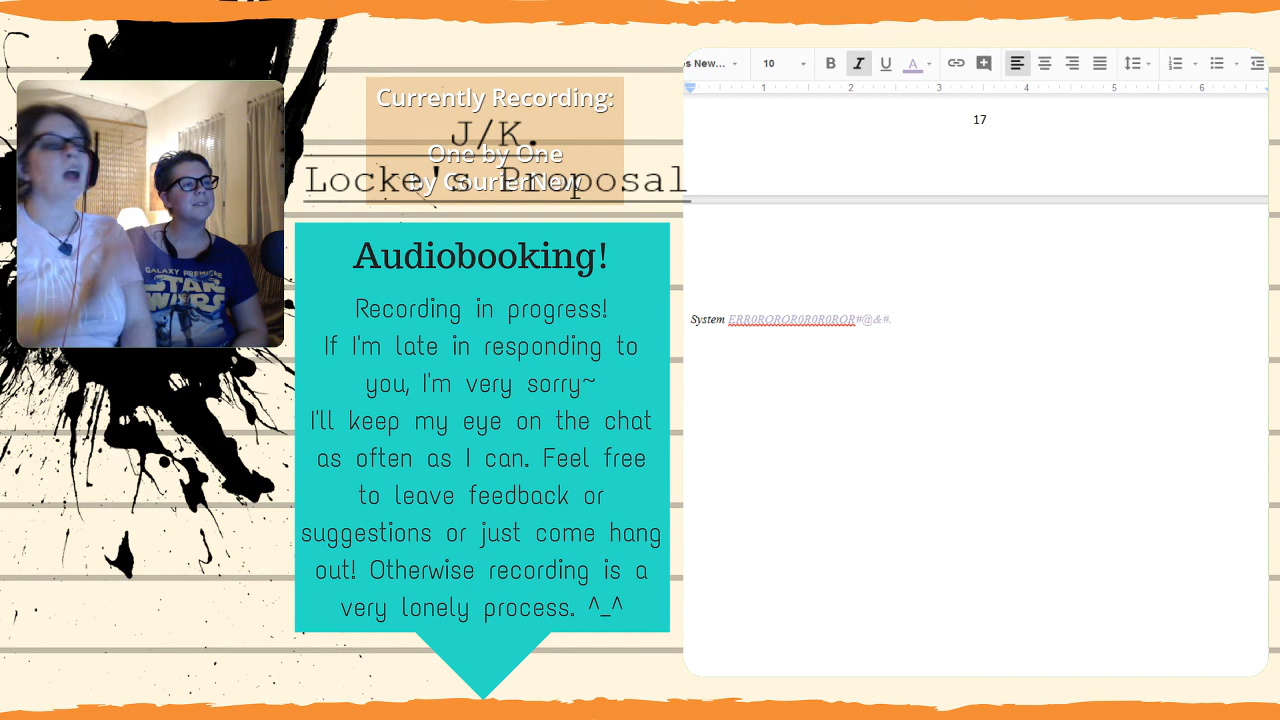 Currently Recording:
J/K.
One by One
Locke's Proposal
by CourierNew
Audiobooking!
Recording in progress!
If I'm late in responding to
you, I'm very sorry~
I'll keep my eye on the chat
as often as I can. Feel free
to leave feedback or
suggestions or just come hang
out! Otherwise recording is a
very lonely process. ^_^
GALAXY PREMIERE
STAR
WARS
s New...
10
B I U A
1 2 3 4 5 6
17
System ERR0ROROR0R0R0ROR#@&#.